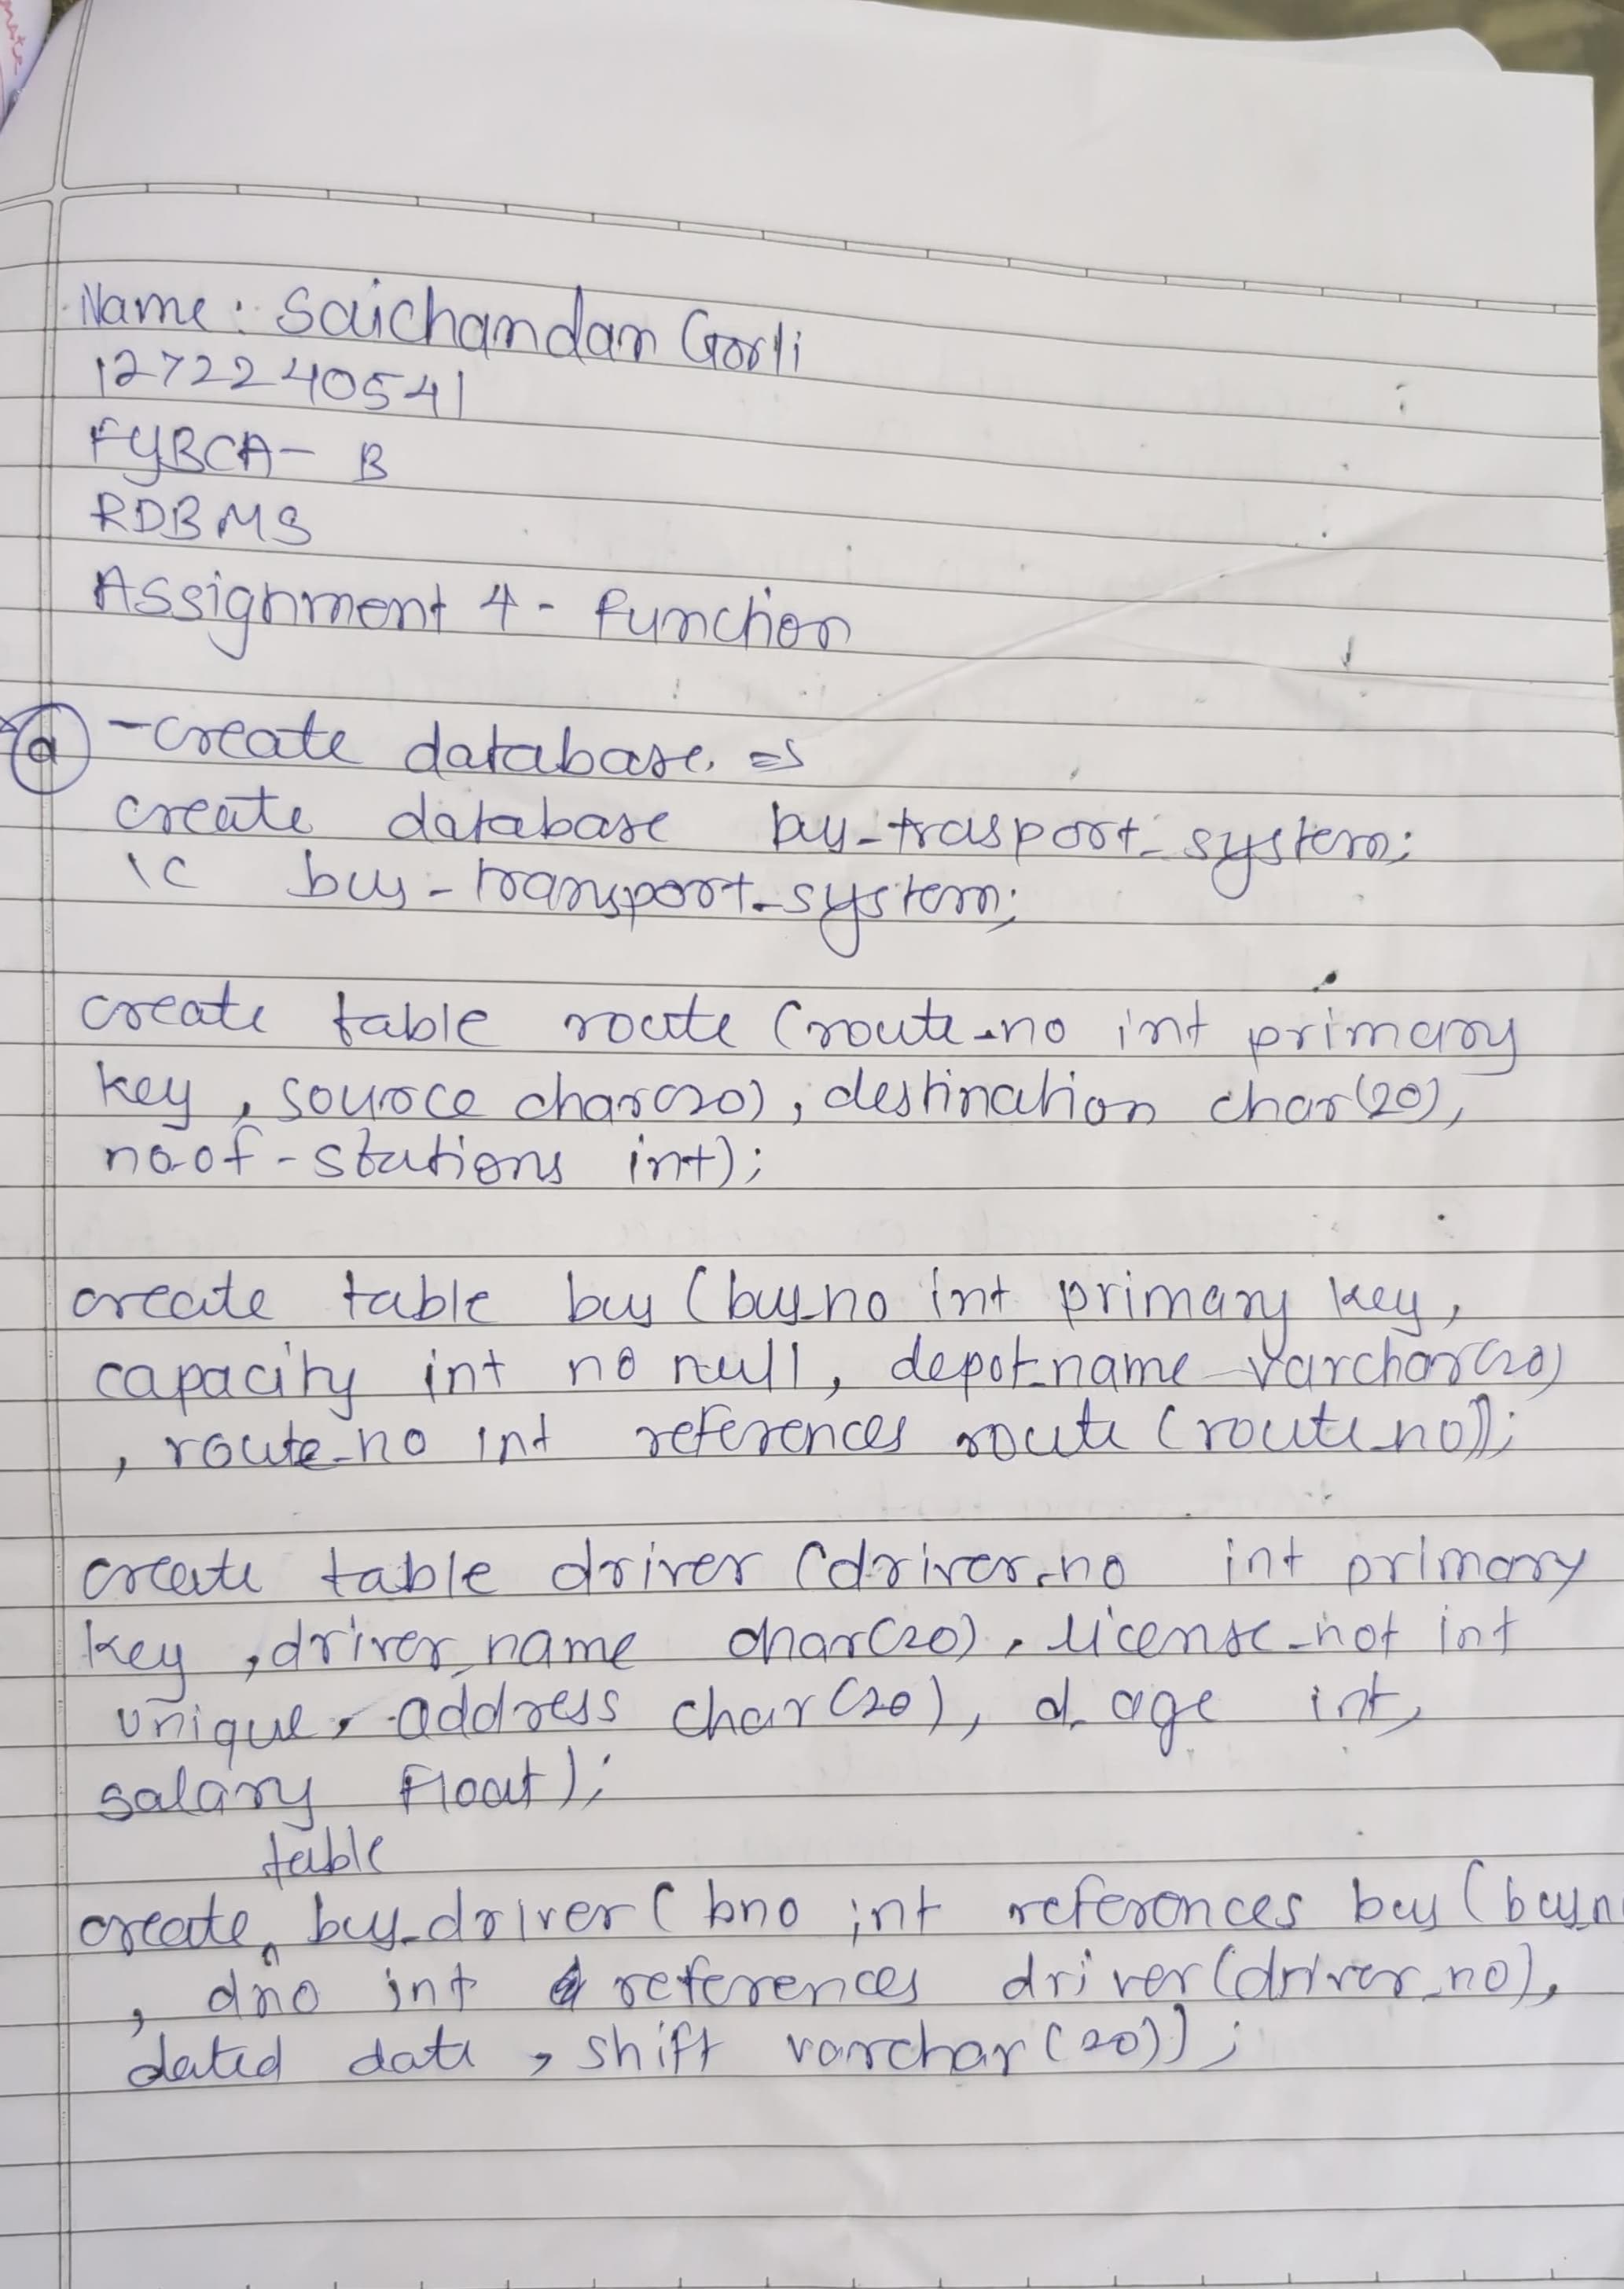 Name: Saichandan Gorli
1272240541
FYBCA- B
RDBMS
Assignment 4 - Function
a -create database. =>
create database bus-trasport-system;
\c bus-transport-system;
create table route (route-no int primary
key, source char(20), destination char(20),
no-of-stations int);
create table bus (bus-no int primary key,
capacity int no null, depot-name varchar(20)
, route-no int references route (route-no));
create table driver (driver-no int primary
key, driver-name char(20), license-not int
unique, address char(20), d-age int,
salary float);
table
create bus-driver( bno int references bus (bus-n
, dno int references driver(driver-no),
dated date, shift varchar(20));